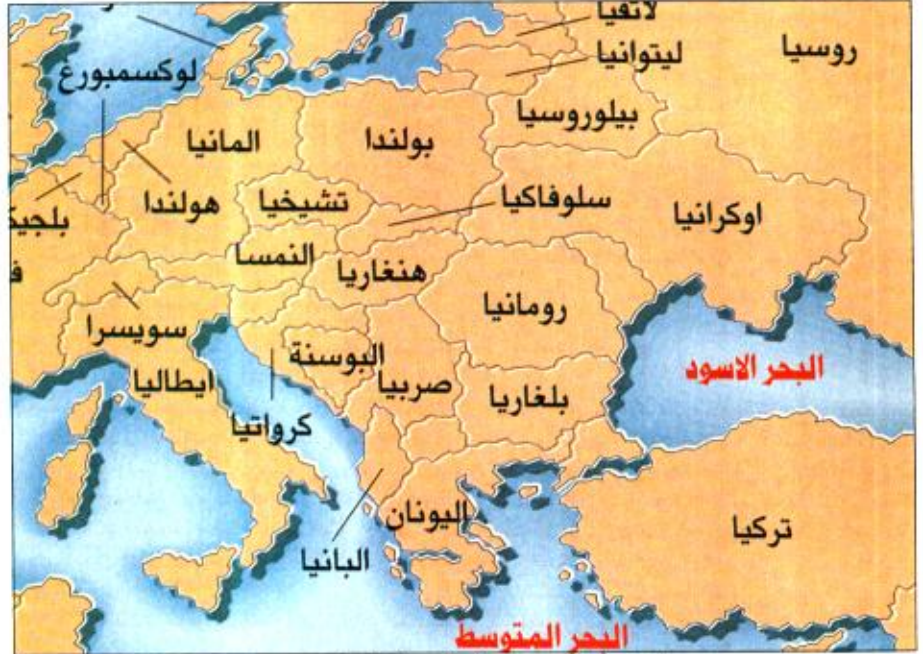 لاتفيا
روسيا
ليتوانيا
لوكسمبورغ
بيلوروسيا
بولندا
المانيا
سلوفاكيا
تشيخيا
هولندا
اوكرانيا
النمسا
هنغاريا
رومانيا
سويسرا
البوسنة
البحر الاسود
صربيا
ايطاليا
بلغاريا
كرواتيا
اليونان
تركيا
البانيا
البحر المتوسط